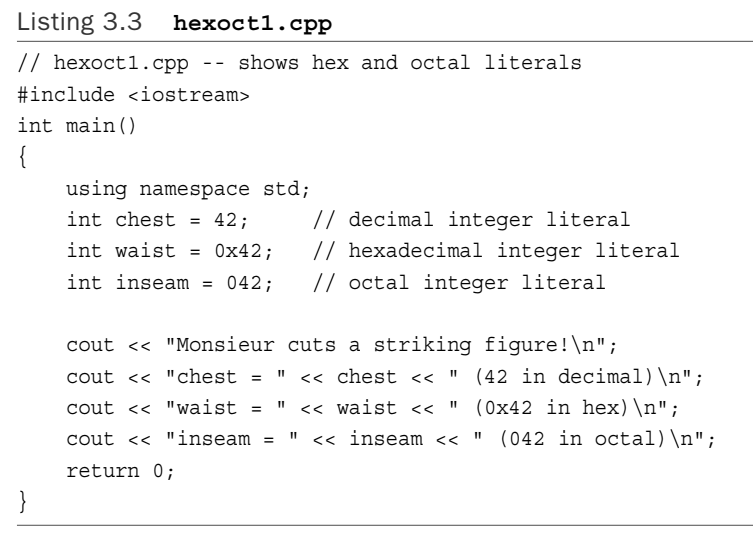 Listing 3.3 hexoct1.cpp
// hexoct1.cpp -- shows hex and octal literals
#include <iostream>
int main()
{
    using namespace std;
    int chest = 42;     // decimal integer literal
    int waist = 0x42;   // hexadecimal integer literal
    int inseam = 042;   // octal integer literal

    cout << "Monsieur cuts a striking figure!\n";
    cout << "chest = " << chest << " (42 in decimal)\n";
    cout << "waist = " << waist << " (0x42 in hex)\n";
    cout << "inseam = " << inseam << " (042 in octal)\n";
    return 0;
}